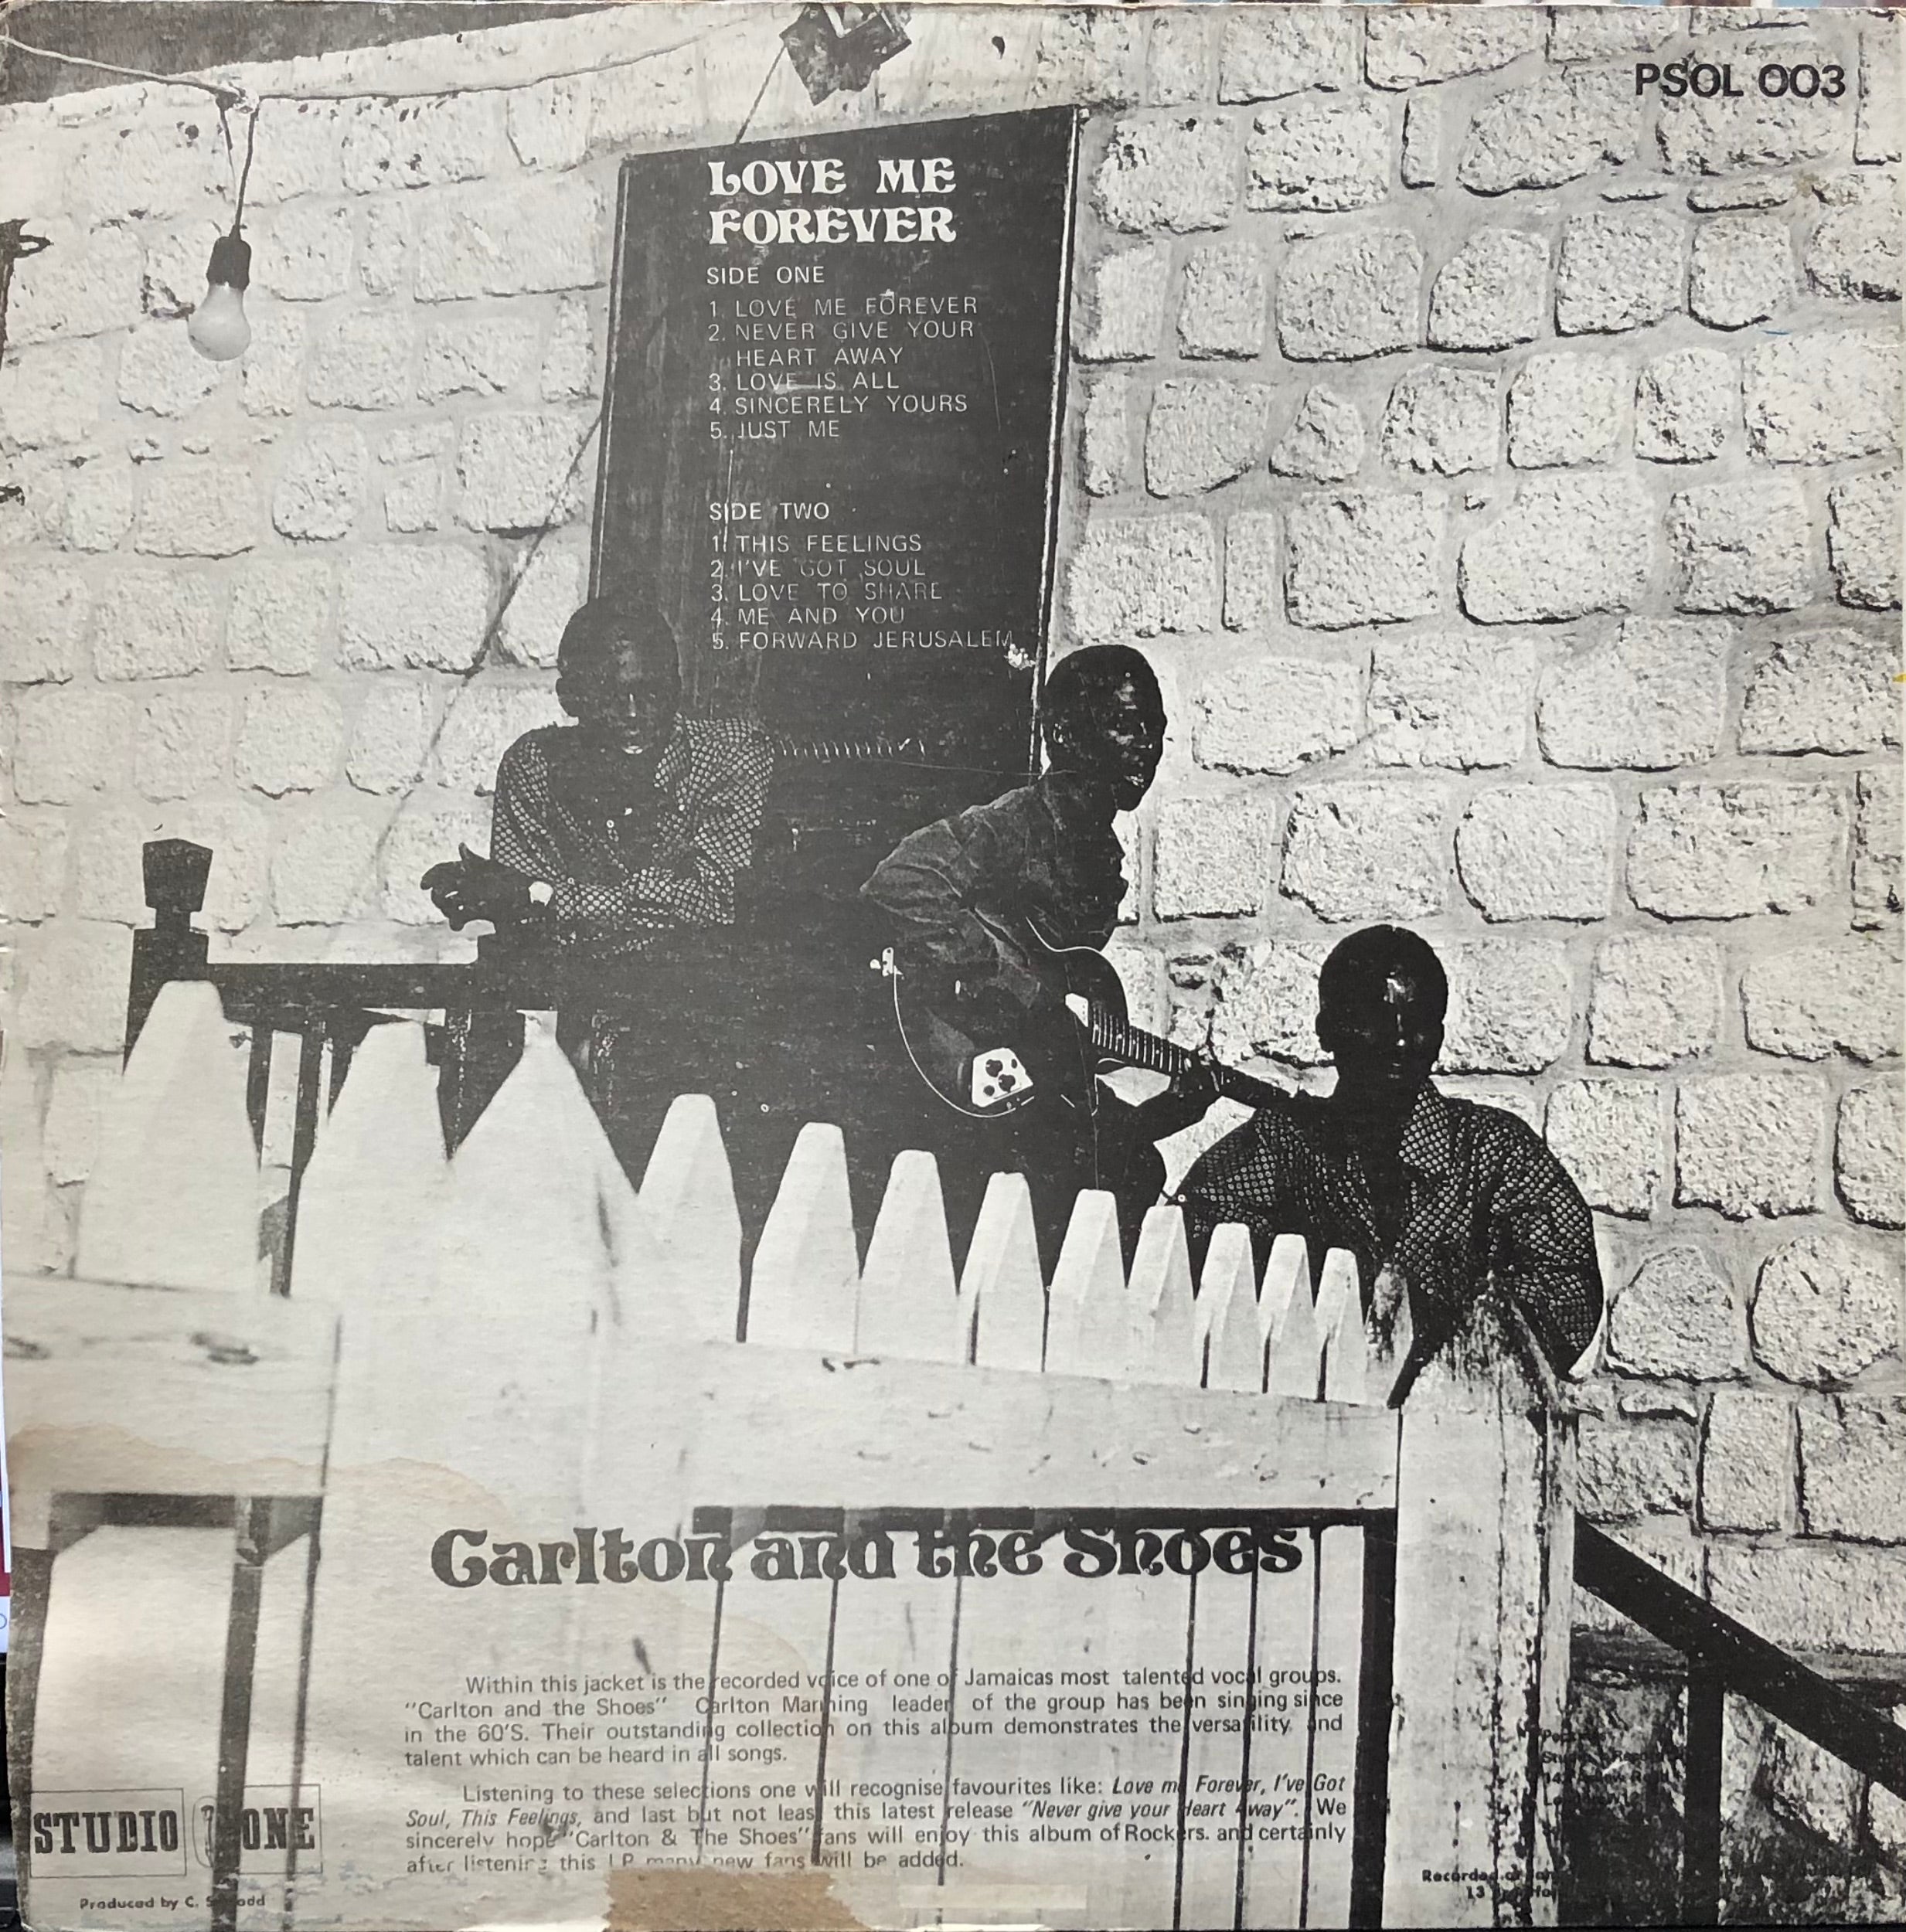 PSOL 003
LOVE ME
FOREVER
SIDE ONE
1. LOVE ME FOREVER
2. NEVER GIVE YOUR
HEART AWAY
3. LOVE IS ALL
4. SINCERELY YOURS
5. JUST ME
SIDE TWO
1. THIS FEELINGS
2. I'VE GOT SOUL
3. LOVE TO SHARE
4. ME AND YOU
5. FORWARD JERUSALEM
Carlton and the Shoes
Within this jacket is the recorded voice of one of Jamaicas most talented vocal groups.
"Carlton and the Shoes" Carlton Manning leader of the group has been singing since
in the 60'S. Their outstanding collection on this album demonstrates the versatility and
talent which can be heard in all songs.
Listening to these selections one will recognise favourites like: Love me Forever, I've Got
Soul, This Feelings, and last but not least this latest release "Never give your Heart Away". We
sincerely hope "Carlton & The Shoes" fans will enjoy this album of Rockers. and certainly
after listening this LP many new fans will be added.
STUDIO ONE
Produced by C. S. Dodd
Recorded at
13